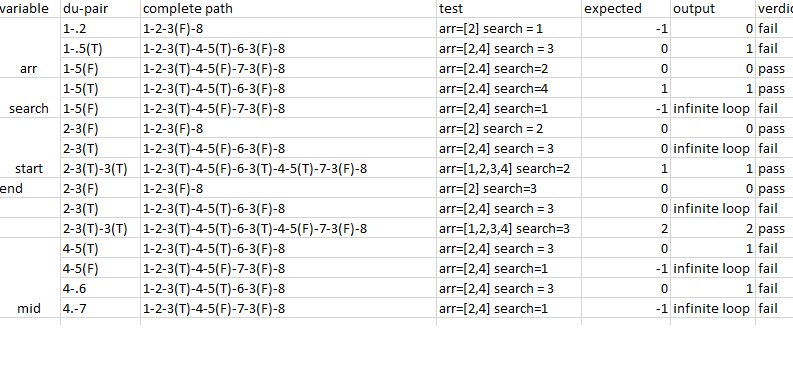 variable du-pair complete path test expected output verdic
1-.2 1-2-3(F)-8 arr=[2] search = 1 -1 0 fail
1-.5(T) 1-2-3(T)-4-5(T)-6-3(F)-8 arr=[2,4] search = 3 0 1 fail
arr 1-5(F) 1-2-3(T)-4-5(F)-7-3(F)-8 arr=[2.4] search=2 0 0 pass
1-5(T) 1-2-3(T)-4-5(T)-6-3(F)-8 arr=[2.4] search=4 1 1 pass
search 1-5(F) 1-2-3(T)-4-5(F)-7-3(F)-8 arr=[2,4] search=1 -1 infinite loop fail
2-3(F) 1-2-3(F)-8 arr=[2] search = 2 0 0 pass
2-3(T) 1-2-3(T)-4-5(F)-6-3(F)-8 arr=[2,4] search = 3 0 infinite loop fail
start 2-3(T)-3(T) 1-2-3(T)-4-5(F)-6-3(T)-4-5(T)-7-3(F)-8 arr=[1,2,3,4] search=2 1 1 pass
end 2-3(F) 1-2-3(F)-8 arr=[2] search=3 0 0 pass
2-3(T) 1-2-3(T)-4-5(T)-6-3(F)-8 arr=[2,4] search = 3 0 infinite loop fail
2-3(T)-3(T) 1-2-3(T)-4-5(T)-6-3(T)-4-5(F)-7-3(F)-8 arr=[1,2,3,4] search=3 2 2 pass
4-5(T) 1-2-3(T)-4-5(T)-6-3(F)-8 arr=[2,4] search = 3 0 1 fail
4-5(F) 1-2-3(T)-4-5(F)-7-3(F)-8 arr=[2,4] search=1 -1 infinite loop fail
4-.6 1-2-3(T)-4-5(T)-6-3(F)-8 arr=[2,4] search = 3 0 1 fail
mid 4.-7 1-2-3(T)-4-5(F)-7-3(F)-8 arr=[2,4] search=1 -1 infinite loop fail